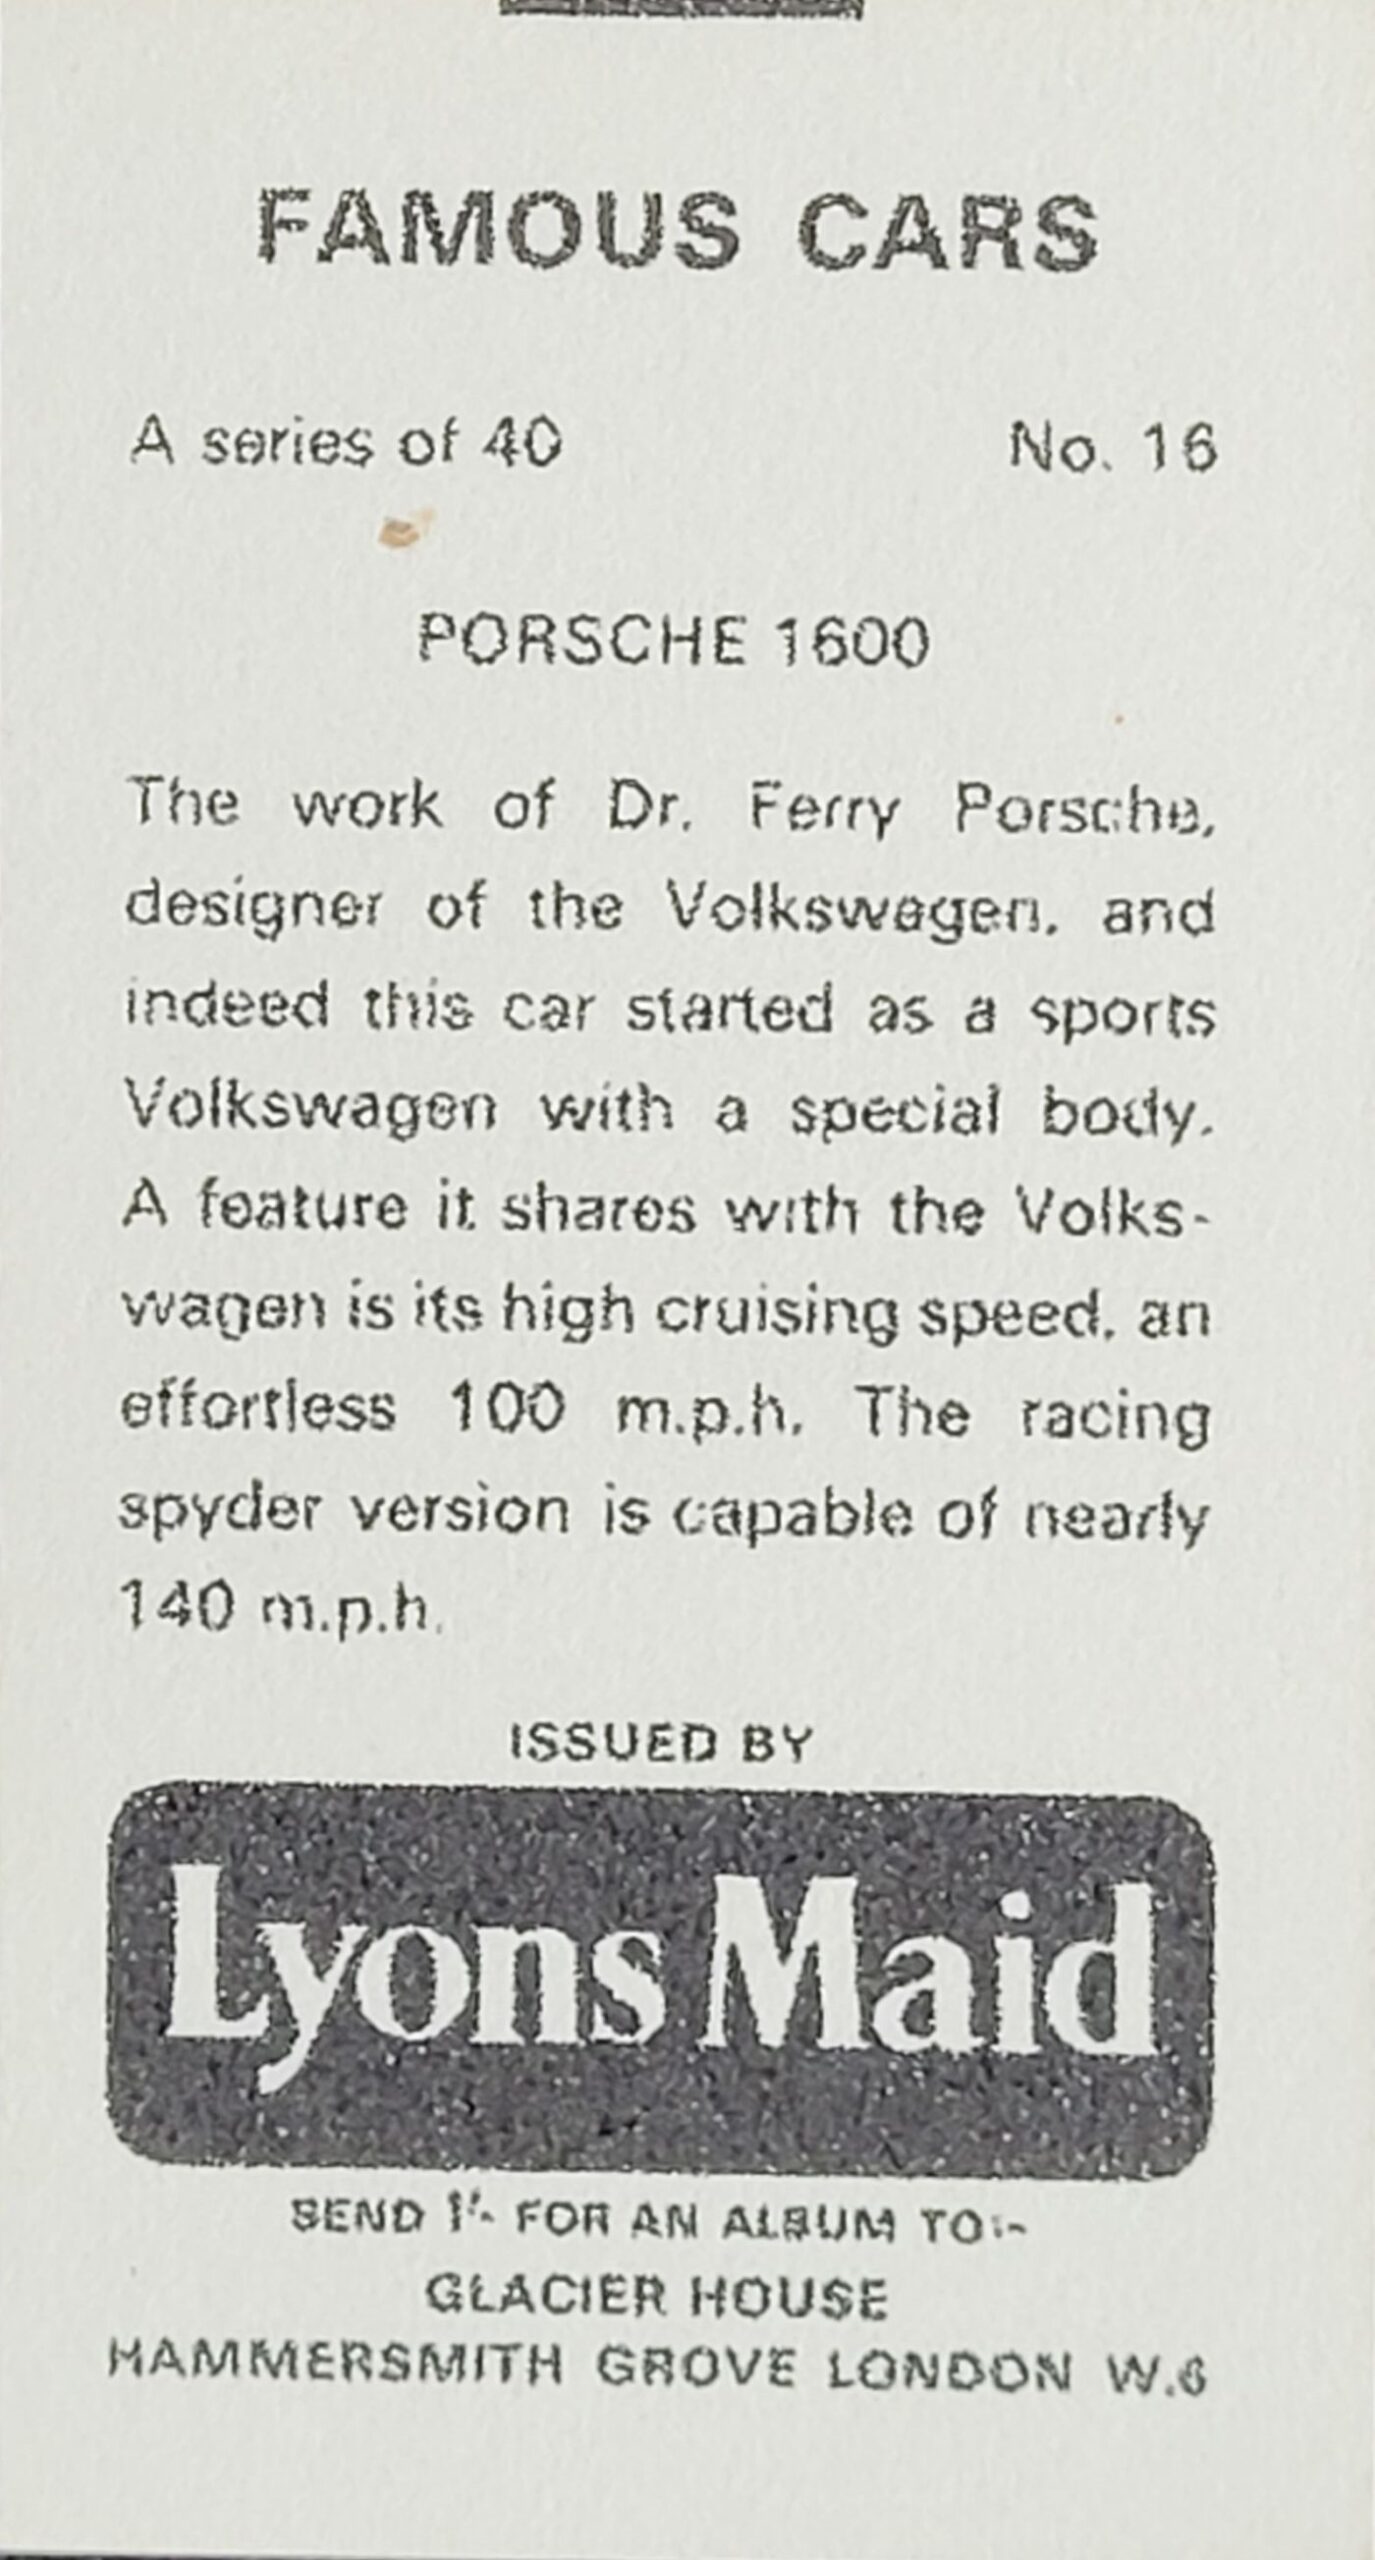 FAMOUS CARS
A series of 40 No. 16
PORSCHE 1600
The work of Dr. Ferry Porsche,
designer of the Volkswagen, and
indeed this car started as a sports
Volkswagen with a special body.
A feature it shares with the Volks-
wagen is its high cruising speed, an
effortless 100 m.p.h. The racing
spyder version is capable of nearly
140 m.p.h.
ISSUED BY
Lyons Maid
SEND 1/- FOR AN ALBUM TO:-
GLACIER HOUSE
HAMMERSMITH GROVE LONDON W.6